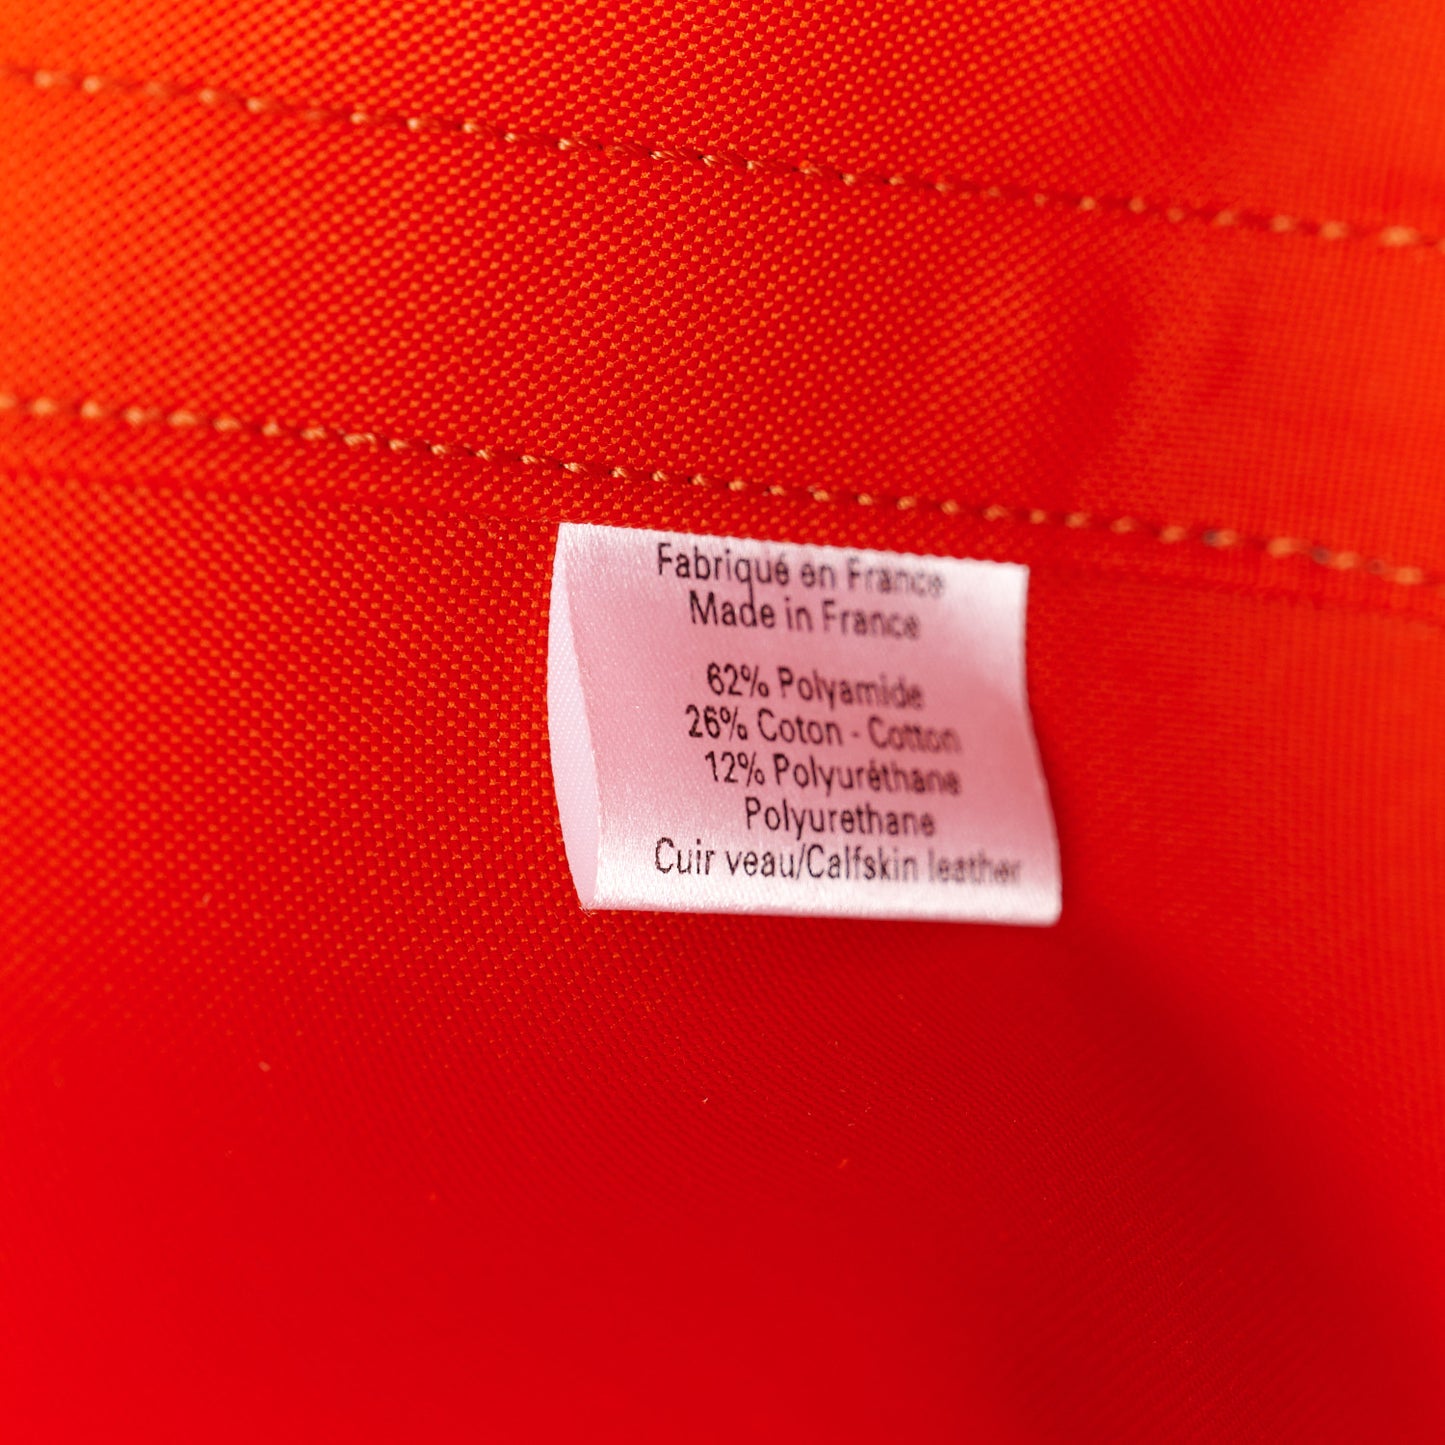 Fabriqué en France
Made in France
62% Polyamide
26% Coton - Cotton
12% Polyuréthane
Polyurethane
Cuir veau/Calfskin leather